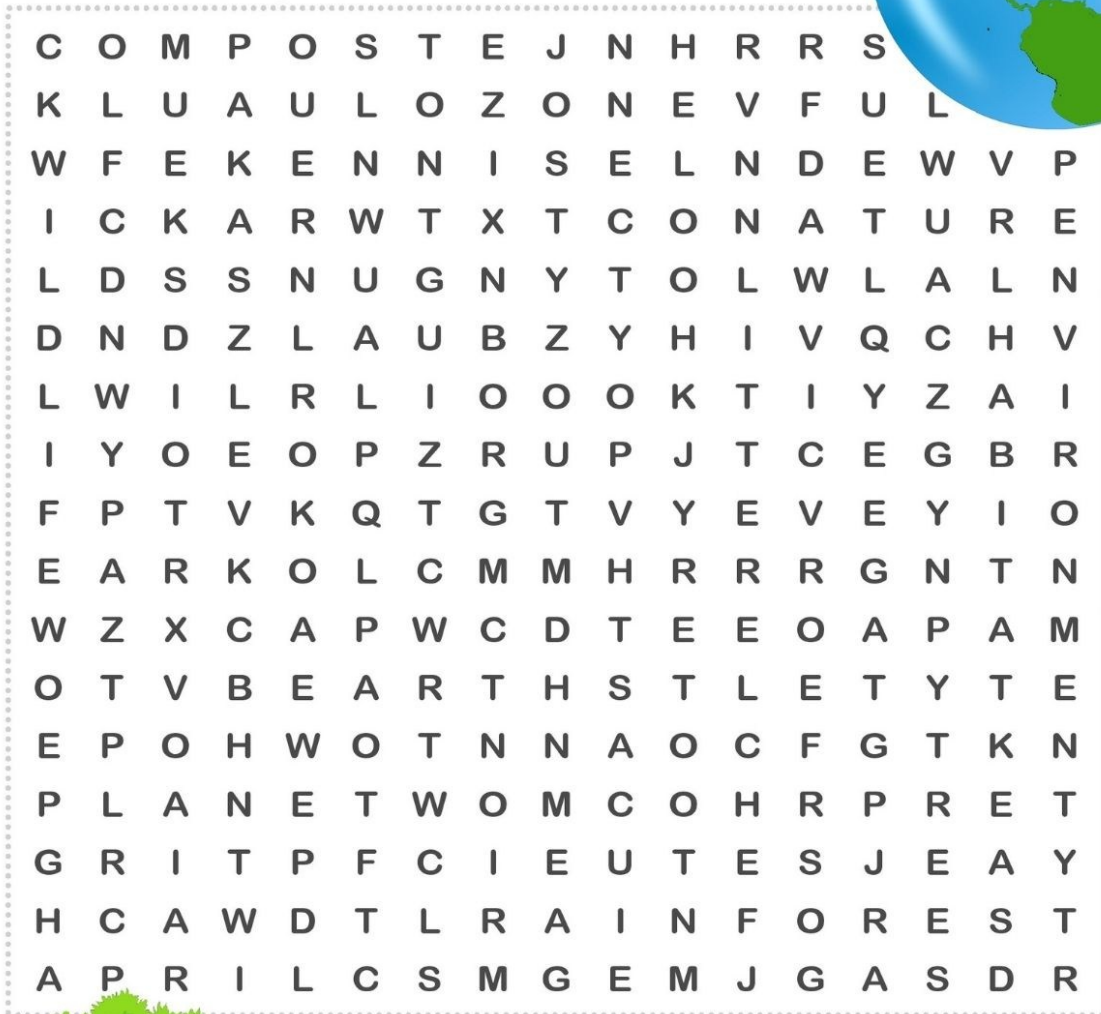 C O M P O S T E J N H R R S
K L U A U L O Z O N E V F U L
W F E K E N N I S E L N D E W V P
I C K A R W T X T C O N A T U R E
L D S S N U G N Y T O L W L A L N
D N D Z L A U B Z Y H I V Q C H V
L W I L R L I O O O K T I Y Z A I
I Y O E O P Z R U P J T C E G B R
F P T V K Q T G T V Y E V E Y I O
E A R K O L C M M H R R R G N T N
W Z X C A P W C D T E E O A P A M
O T V B E A R T H S T L E T Y T E
E P O H W O T N N A O C F G T K N
P L A N E T W O M C O H R P R E T
G R I T P F C I E U T E S J E A Y
H C A W D T L R A I N F O R E S T
A P R I L C S M G E M J G A S D R